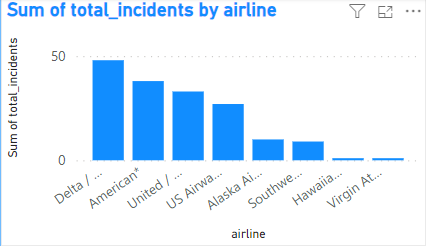 Sum of total_incidents by airline
Sum of total_incidents
50
0
Delta / ...
American*
United / ...
US Airwa...
Alaska Ai...
Southwe...
Hawaiia...
Virgin At...
airline